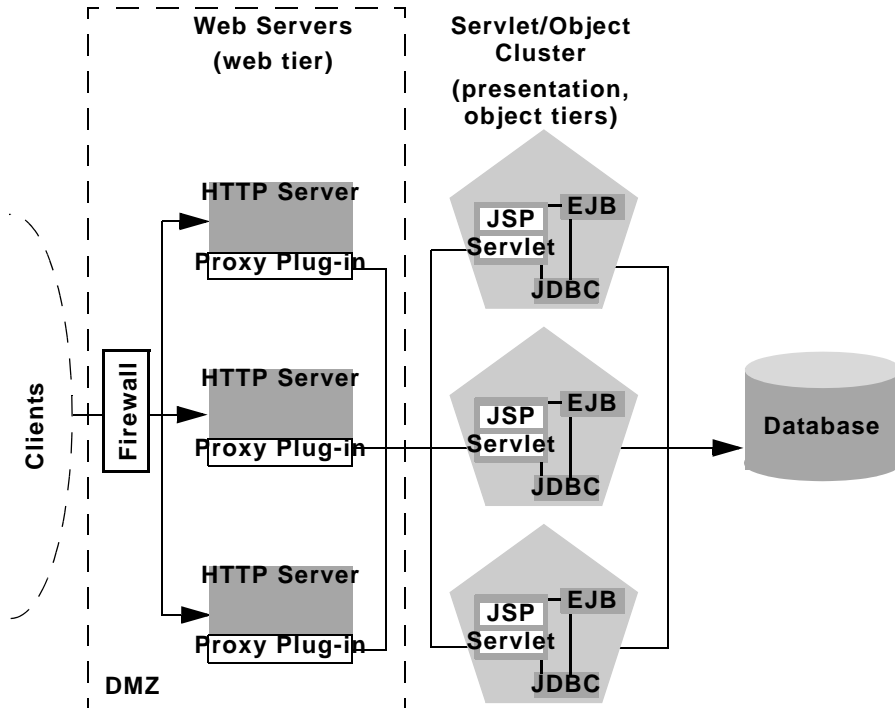 Web Servers
(web tier)
Servlet/Object
Cluster
(presentation,
object tiers)
Clients
Firewall
DMZ
HTTP Server
Proxy Plug-in
HTTP Server
Proxy Plug-in
HTTP Server
Proxy Plug-in
EJB
JSP
Servlet
JDBC
EJB
JSP
Servlet
JDBC
EJB
JSP
Servlet
JDBC
Database